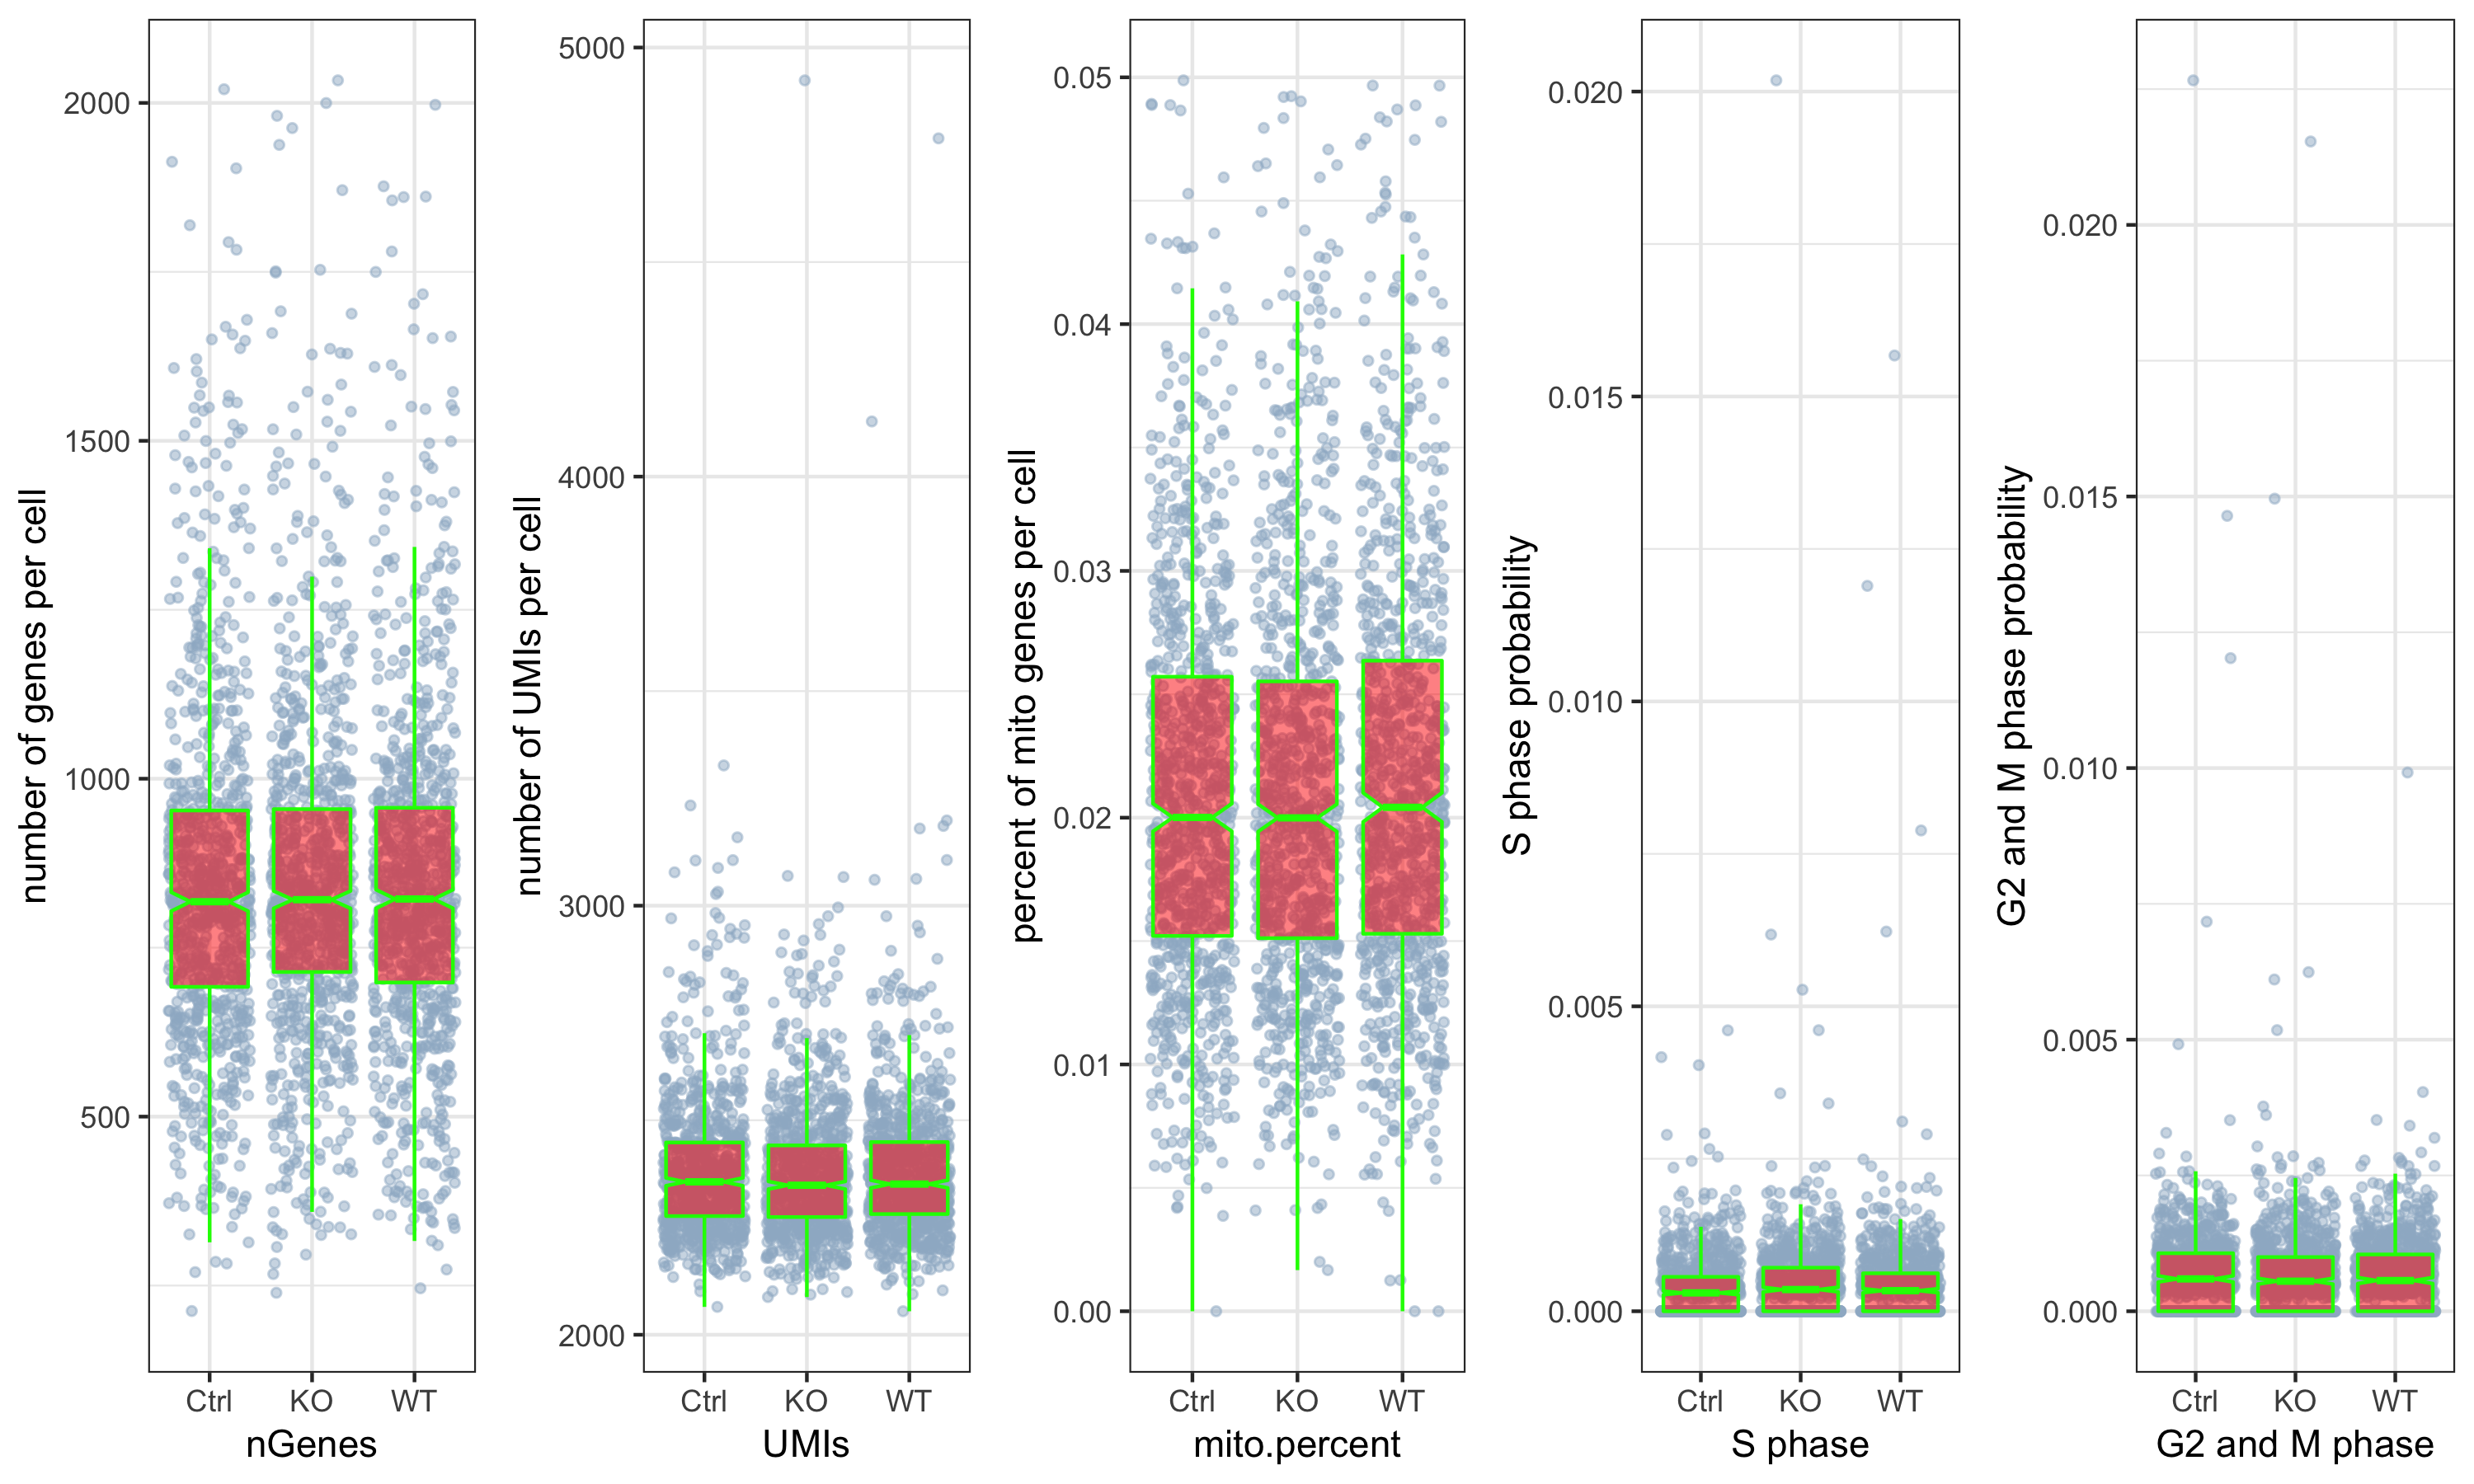 number of genes per cell
2000
1500
1000
500
Ctrl KO WT
nGenes
number of UMIs per cell
5000
4000
3000
2000
Ctrl KO WT
UMIs
percent of mito genes per cell
0.05
0.04
0.03
0.02
0.01
0.00
Ctrl KO WT
mito.percent
S phase probability
0.020
0.015
0.010
0.005
0.000
Ctrl KO WT
S phase
G2 and M phase probability
0.020
0.015
0.010
0.005
0.000
Ctrl KO WT
G2 and M phase